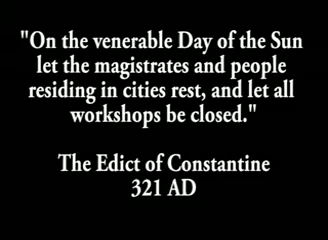 "On the venerable Day of the Sun
let the magistrates and people
residing in cities rest, and let all
workshops be closed."
The Edict of Constantine
321 AD